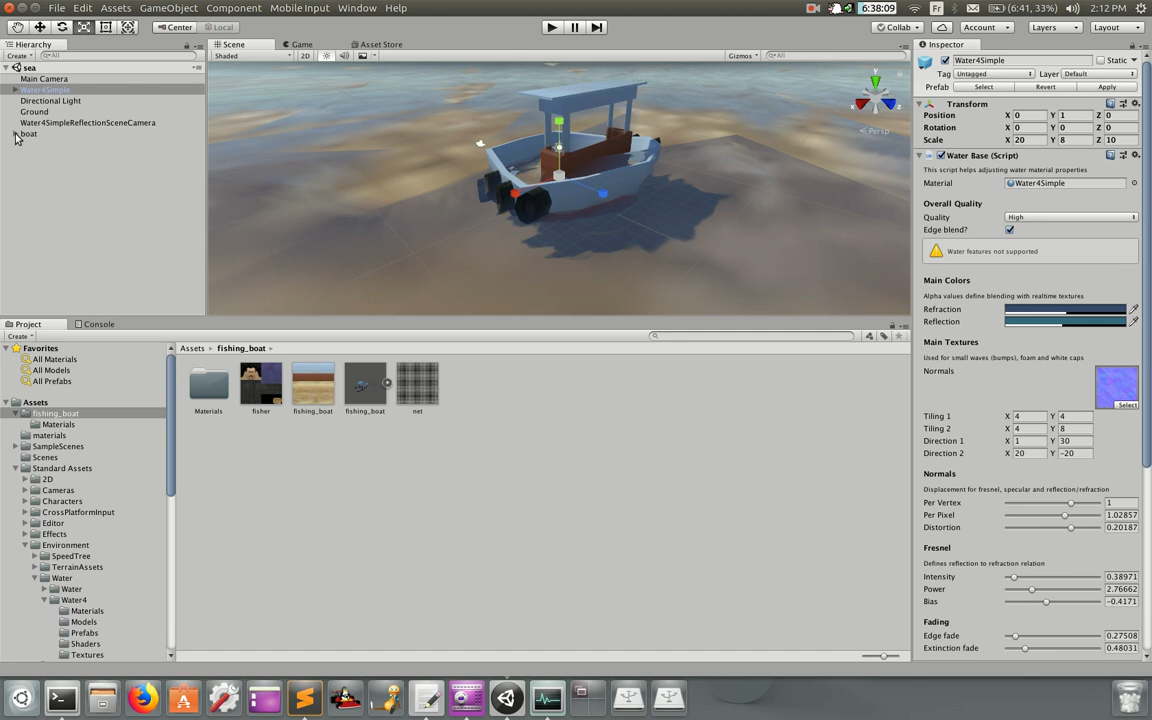 File Edit Assets GameObject Component Mobile Input Window Help
6:38:09 Fr (6:41, 33%) 2:12 PM
Center Local Collab Account Layers Layout
Hierarchy
Create All
sea
Main Camera
Water4Simple
Directional Light
Ground
Water4SimpleReflectionSceneCamera
boat
Scene Game Asset Store
Shaded 2D Gizmos All
y
x
z
Persp
Project Console
Create
Favorites
All Materials
All Models
All Prefabs
Assets
fishing_boat
Materials
materials
SampleScenes
Scenes
Standard Assets
2D
Cameras
Characters
CrossPlatformInput
Editor
Effects
Environment
SpeedTree
TerrainAssets
Water
Water
Water4
Materials
Models
Prefabs
Shaders
Textures
Assets fishing_boat
Materials fisher fishing_boat fishing_boat net
Inspector
Water4Simple Static
Tag Untagged Layer Default
Prefab Select Revert Apply
Transform
Position X 0 Y 1 Z 0
Rotation X 0 Y 0 Z 0
Scale X 20 Y 8 Z 10
Water Base (Script)
This script helps adjusting water material properties
Material Water4Simple
Overall Quality
Quality High
Edge blend?
Water features not supported
Main Colors
Alpha values define blending with realtime textures
Refraction
Reflection
Main Textures
Used for small waves (bumps), foam and white caps
Normals
Select
Tiling 1 X 4 Y 4
Tiling 2 X 4 Y 8
Direction 1 X 1 Y 30
Direction 2 X 20 Y -20
Normals
Displacement for fresnel, specular and reflection/refraction
Per Vertex 1
Per Pixel 1.02857
Distortion 0.20187
Fresnel
Defines reflection to refraction relation
Intensity 0.38971
Power 2.76662
Bias -0.4171
Fading
Edge fade 0.27508
Extinction fade 0.48031